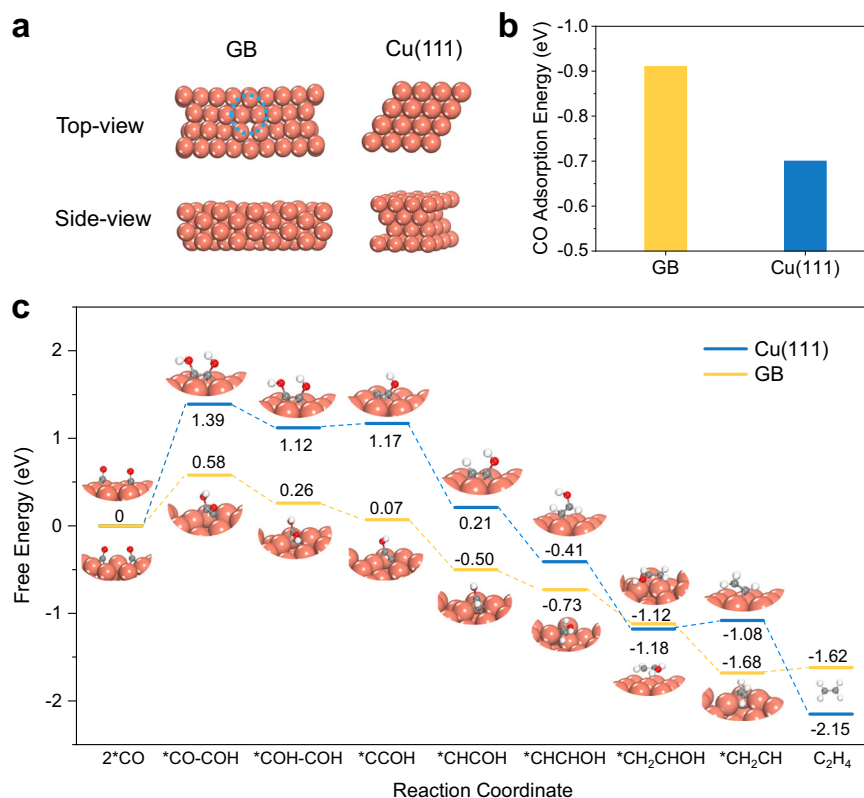 a
GB
Cu(111)
Top-view
Side-view
b
CO Adsorption Energy (eV)
-1.0
-0.9
-0.8
-0.7
-0.6
-0.5
GB
Cu(111)
c
Free Energy (eV)
2
1
0
-1
-2
Cu(111)
GB
0
1.39
0.58
1.12
0.26
1.17
0.07
0.21
-0.50
-0.41
-0.73
-1.12
-1.18
-1.08
-1.68
-1.62
-2.15
2*CO
*CO-COH
*COH-COH
*CCOH
*CHCOH
*CHCHOH
*CH₂CHOH
*CH₂CH
C₂H₄
Reaction Coordinate